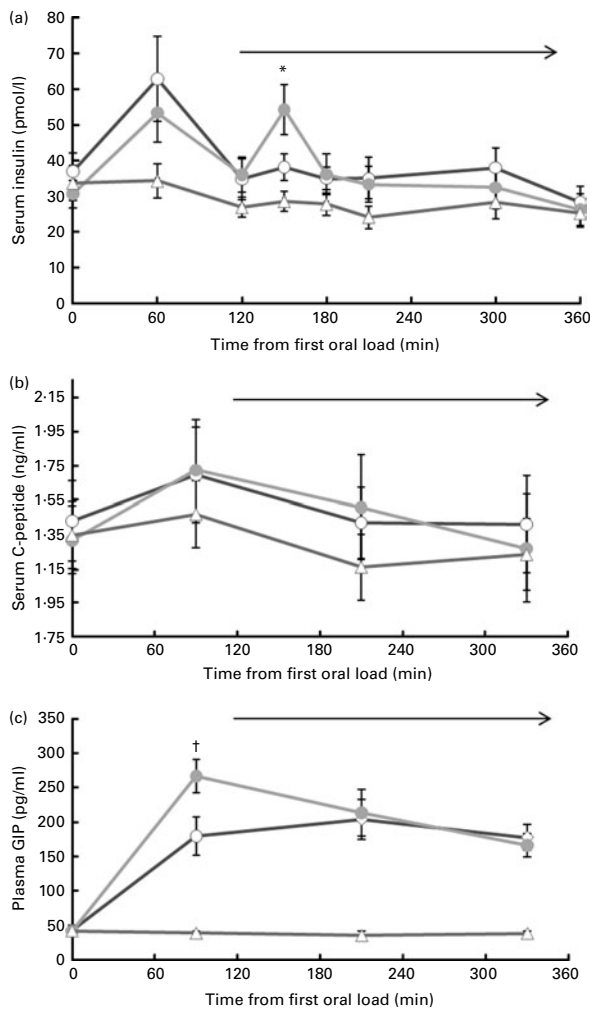 (a)
80
70
60
50
40
30
20
10
0
Serum insulin (pmol/l)
*
0 60 120 180 240 300 360
Time from first oral load (min)
(b)
2·15
1·75
1·55
1·35
1·15
1·95
1·75
Serum C-peptide (ng/ml)
0 60 120 180 240 300 360
Time from first oral load (min)
(c)
350
300
250
200
150
100
50
0
Plasma GIP (pg/ml)
†
0 60 120 180 240 300 360
Time from first oral load (min)